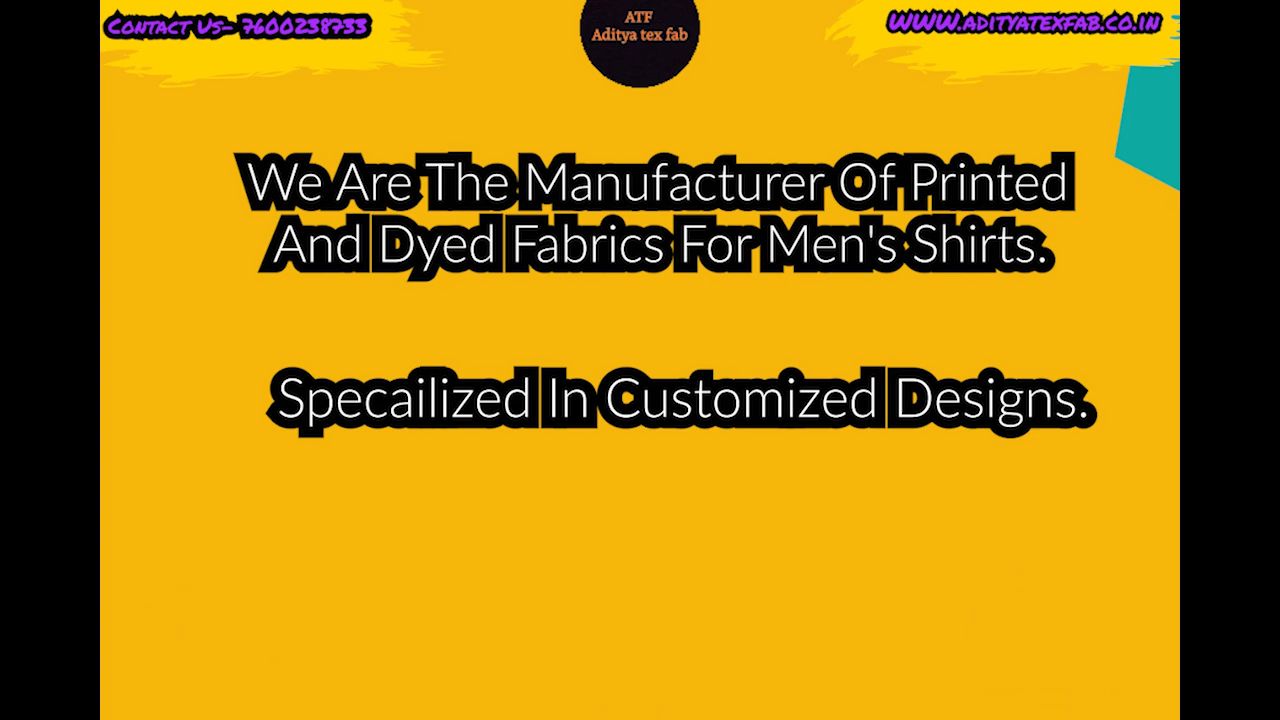 Contact Us- 7600238733
ATF
Aditya tex fab
WWW.adityatexfab.co.in
We Are The Manufacturer Of Printed
And Dyed Fabrics For Men's Shirts.
Specailized In Customized Designs.